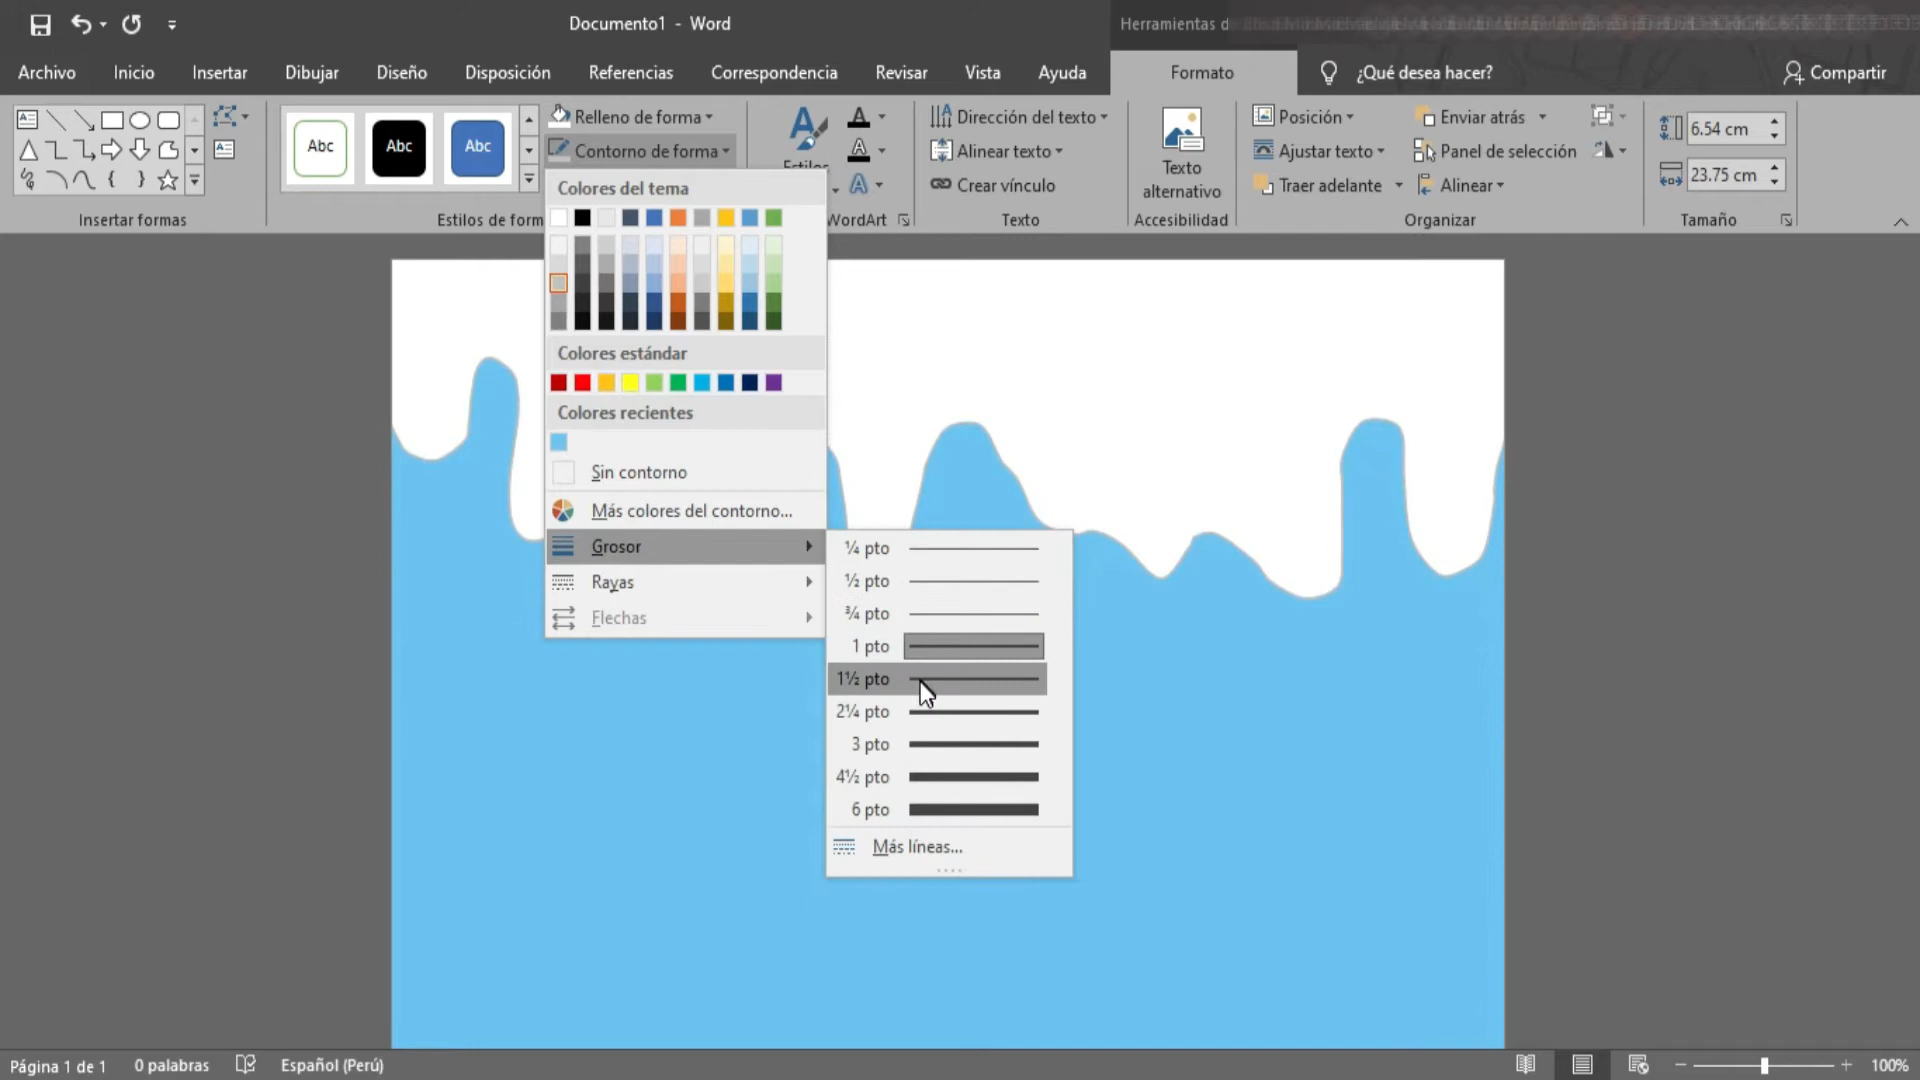 Documento1 - Word
Herramientas d
Archivo Inicio Insertar Dibujar Diseño Disposición Referencias Correspondencia Revisar Vista Ayuda Formato ¿Qué desea hacer? Compartir
Abc Abc Abc
Relleno de forma
Contorno de forma
Dirección del texto
Alinear texto
Crear vínculo
Texto
alternativo
Posición
Ajustar texto
Traer adelante
Enviar atrás
Panel de selección
Alinear
6.54 cm
23.75 cm
Insertar formas
Estilos de form
WordArt
Texto
Accesibilidad
Organizar
Tamaño
Colores del tema
Colores estándar
Colores recientes
Sin contorno
Más colores del contorno...
Grosor
Rayas
Flechas
¼ pto
½ pto
¾ pto
1 pto
1½ pto
2¼ pto
3 pto
4½ pto
6 pto
Más líneas...
Página 1 de 1 0 palabras Español (Perú) 100%